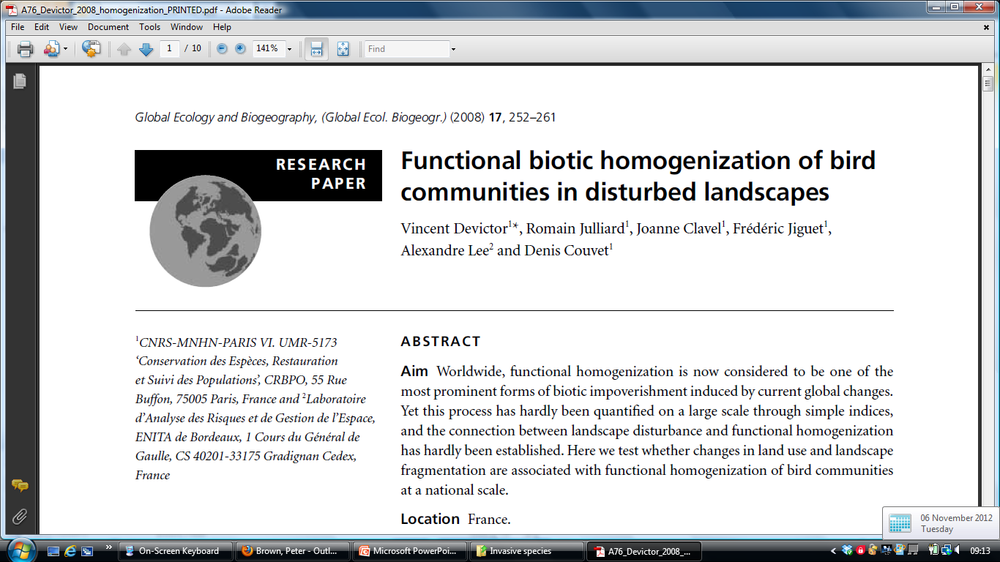 A76_Devictor_2008_homogenization_PRINTED.pdf - Adobe Reader
File Edit View Document Tools Window Help
1 / 10 141% Find
Global Ecology and Biogeography, (Global Ecol. Biogeogr.) (2008) 17, 252–261
RESEARCH
PAPER
Functional biotic homogenization of bird
communities in disturbed landscapes
Vincent Devictor1*, Romain Julliard1, Joanne Clavel1, Frédéric Jiguet1,
Alexandre Lee2 and Denis Couvet1
1CNRS-MNHN-PARIS VI. UMR-5173
‘Conservation des Espèces, Restauration
et Suivi des Populations’, CRBPO, 55 Rue
Buffon, 75005 Paris, France and 2Laboratoire
d’Analyse des Risques et de Gestion de l’Espace,
ENITA de Bordeaux, 1 Cours du Général de
Gaulle, CS 40201-33175 Gradignan Cedex,
France
ABSTRACT
Aim Worldwide, functional homogenization is now considered to be one of the
most prominent forms of biotic impoverishment induced by current global changes.
Yet this process has hardly been quantified on a large scale through simple indices,
and the connection between landscape disturbance and functional homogenization
has hardly been established. Here we test whether changes in land use and landscape
fragmentation are associated with functional homogenization of bird communities
at a national scale.
Location France.
06 November 2012
Tuesday
On-Screen Keyboard
Brown, Peter - Outl...
Microsoft PowerPoi...
Invasive species
A76_Devictor_2008_...
09:13